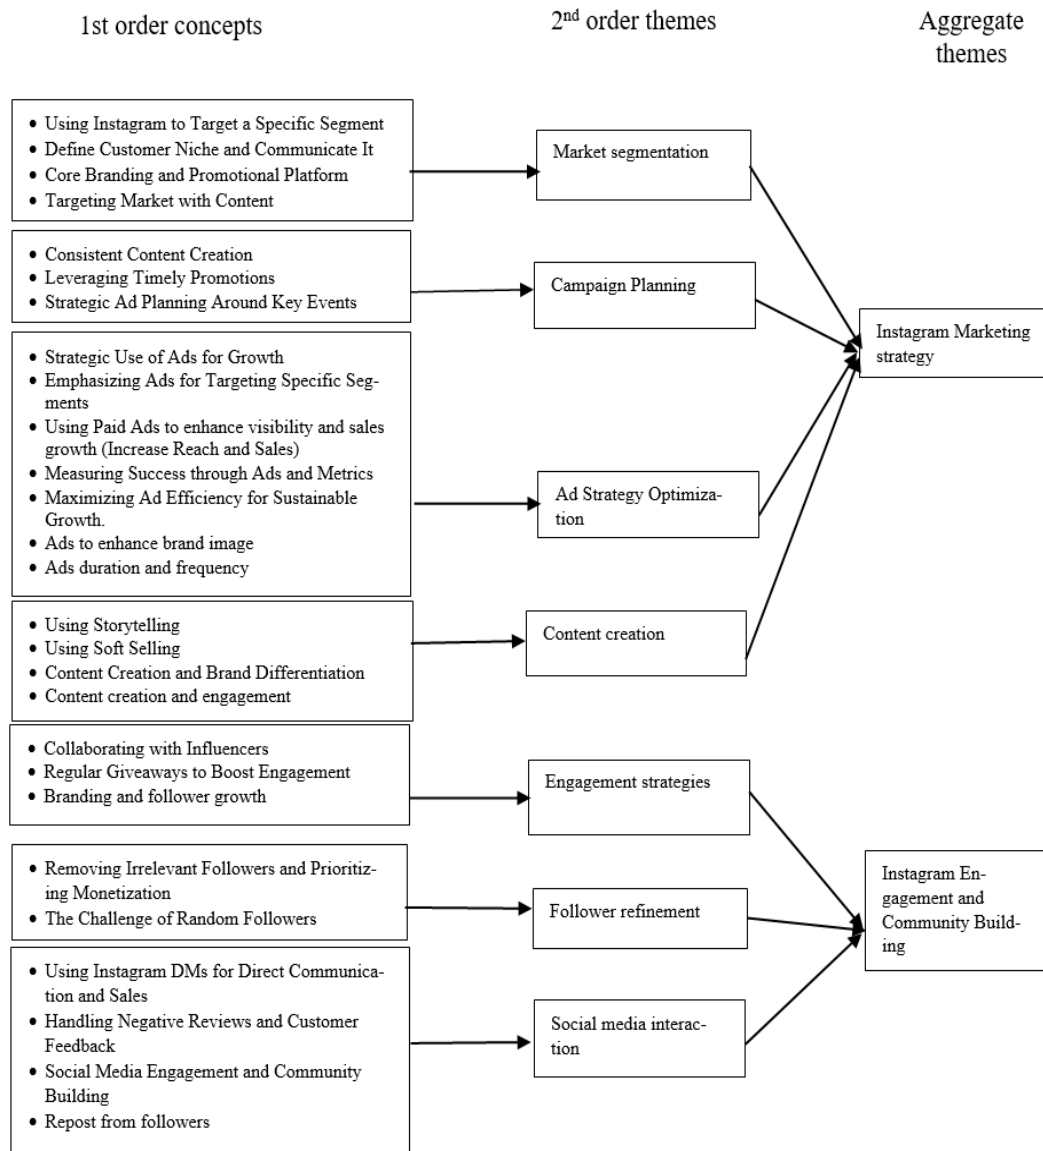 1st order concepts
2nd order themes
Aggregate
themes
• Using Instagram to Target a Specific Segment
• Define Customer Niche and Communicate It
• Core Branding and Promotional Platform
• Targeting Market with Content
Market segmentation
• Consistent Content Creation
• Leveraging Timely Promotions
• Strategic Ad Planning Around Key Events
Campaign Planning
Instagram Marketing
strategy
• Strategic Use of Ads for Growth
• Emphasizing Ads for Targeting Specific Seg-
ments
• Using Paid Ads to enhance visibility and sales
growth (Increase Reach and Sales)
• Measuring Success through Ads and Metrics
• Maximizing Ad Efficiency for Sustainable
Growth.
• Ads to enhance brand image
• Ads duration and frequency
Ad Strategy Optimiza-
tion
• Using Storytelling
• Using Soft Selling
• Content Creation and Brand Differentiation
• Content creation and engagement
Content creation
• Collaborating with Influencers
• Regular Giveaways to Boost Engagement
• Branding and follower growth
Engagement strategies
• Removing Irrelevant Followers and Prioritiz-
ing Monetization
• The Challenge of Random Followers
Follower refinement
Instagram En-
gagement and
Community Build-
ing
• Using Instagram DMs for Direct Communica-
tion and Sales
• Handling Negative Reviews and Customer
Feedback
• Social Media Engagement and Community
Building
• Repost from followers
Social media interac-
tion